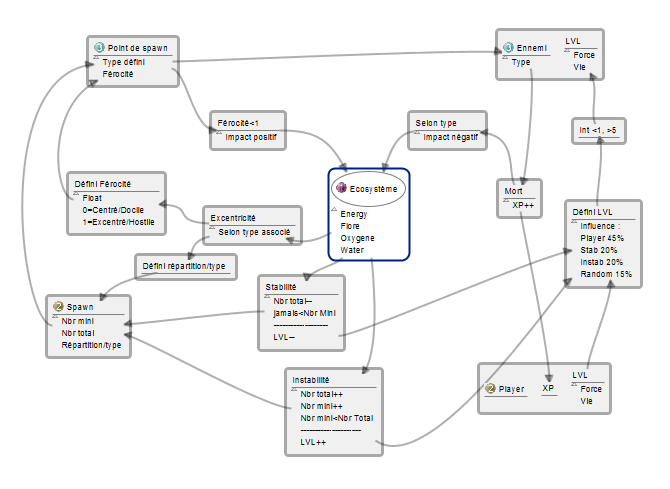 Point de spawn
Type défini
Férocité
Ennemi
Type
LVL
Force
Vie
Férocité<1
Impact positif
Selon type
Impact négatif
Int <1, >5
Ecosystème
Energy
Flore
Oxygene
Water
Défini Férocité
Float
0=Centré/Docile
1=Excentré/Hostile
Excentricité
Selon type associé
Mort
XP++
Défini LVL
Influence :
Player 45%
Stab 20%
Instab 20%
Random 15%
Défini répartition/type
Stabilité
Nbr total--
jamais<Nbr Mini
-------------------
LVL--
Spawn
Nbr mini
Nbr total
Répartition/type
Instabilité
Nbr total++
Nbr mini++
Nbr mini<Nbr Total
---------------------
LVL++
Player
XP
LVL
Force
Vie